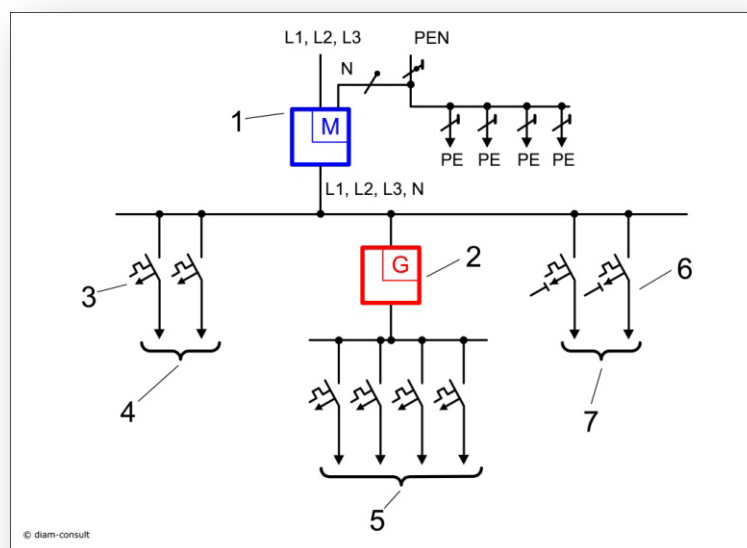 L1, L2, L3
PEN
N
1
M
PE PE PE PE
L1, L2, L3, N
2
G
3
6
4
7
5
© diam-consult